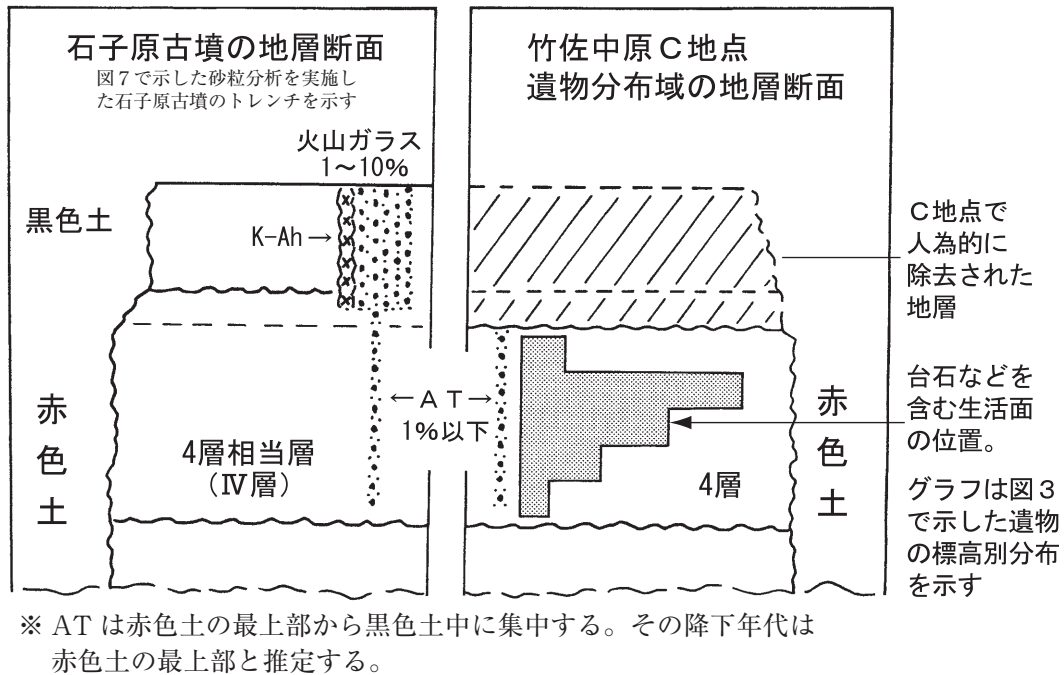 石子原古墳の地層断面
図7で示した砂粒分析を実施し
た石子原古墳のトレンチを示す
火山ガラス
1〜10%
黒色土
K-Ah→
赤色土
4層相当層
(Ⅳ層)
←AT→
1%以下
竹佐中原C地点
遺物分布域の地層断面
4層
赤色土
C地点で
人為的に
除去された
地層
台石などを
含む生活面
の位置。
グラフは図3
で示した遺物
の標高別分布
を示す
※ AT は赤色土の最上部から黒色土中に集中する。その降下年代は
赤色土の最上部と推定する。